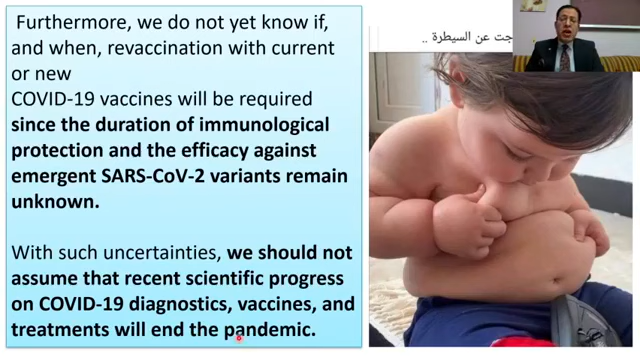 Furthermore, we do not yet know if,
and when, revaccination with current
or new
COVID-19 vaccines will be required
since the duration of immunological
protection and the efficacy against
emergent SARS-CoV-2 variants remain
unknown.
With such uncertainties, we should not
assume that recent scientific progress
on COVID-19 diagnostics, vaccines, and
treatments will end the pandemic.
عن السيطرة ..